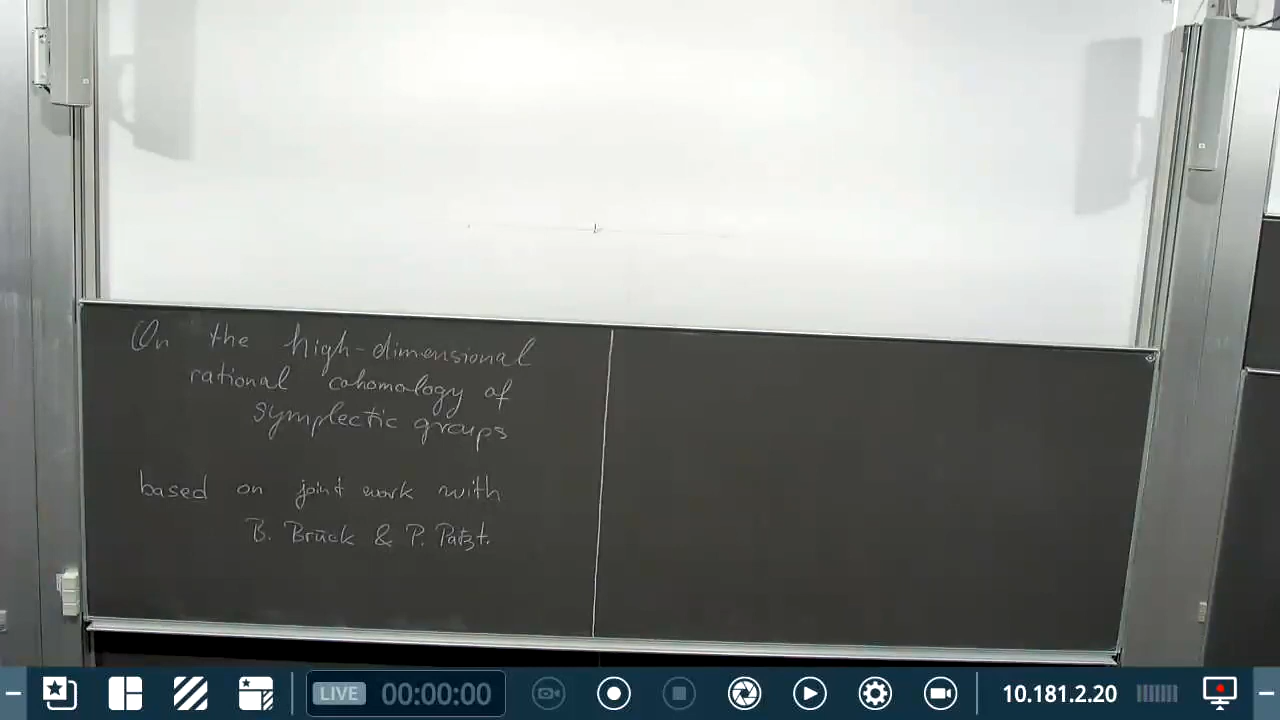 On the high-dimensional
rational cohomology of
symplectic groups
based on joint work with
B. Brück & P. Patzt.
LIVE 00:00:00
10.181.2.20